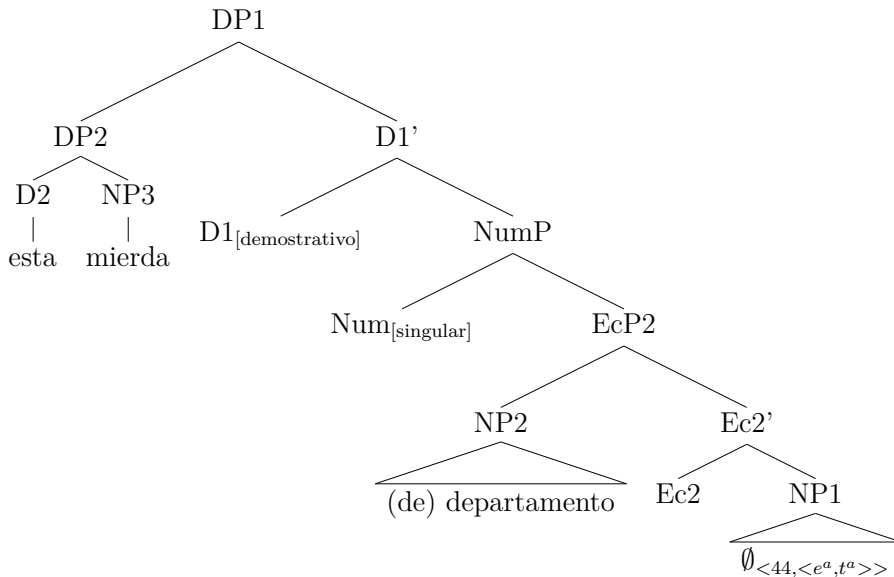 DP1
DP2 D1’
D2 NP3 D1[demostrativo] NumP
esta mierda
Num[singular] EcP2
NP2 Ec2’
(de) departamento Ec2 NP1
∅<44,<e^a,t^a>>